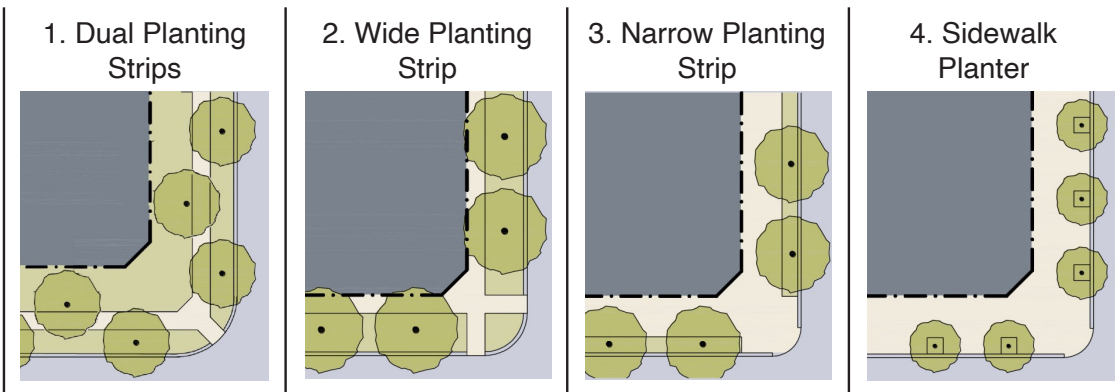 1. Dual Planting
Strips
2. Wide Planting
Strip
3. Narrow Planting
Strip
4. Sidewalk
Planter